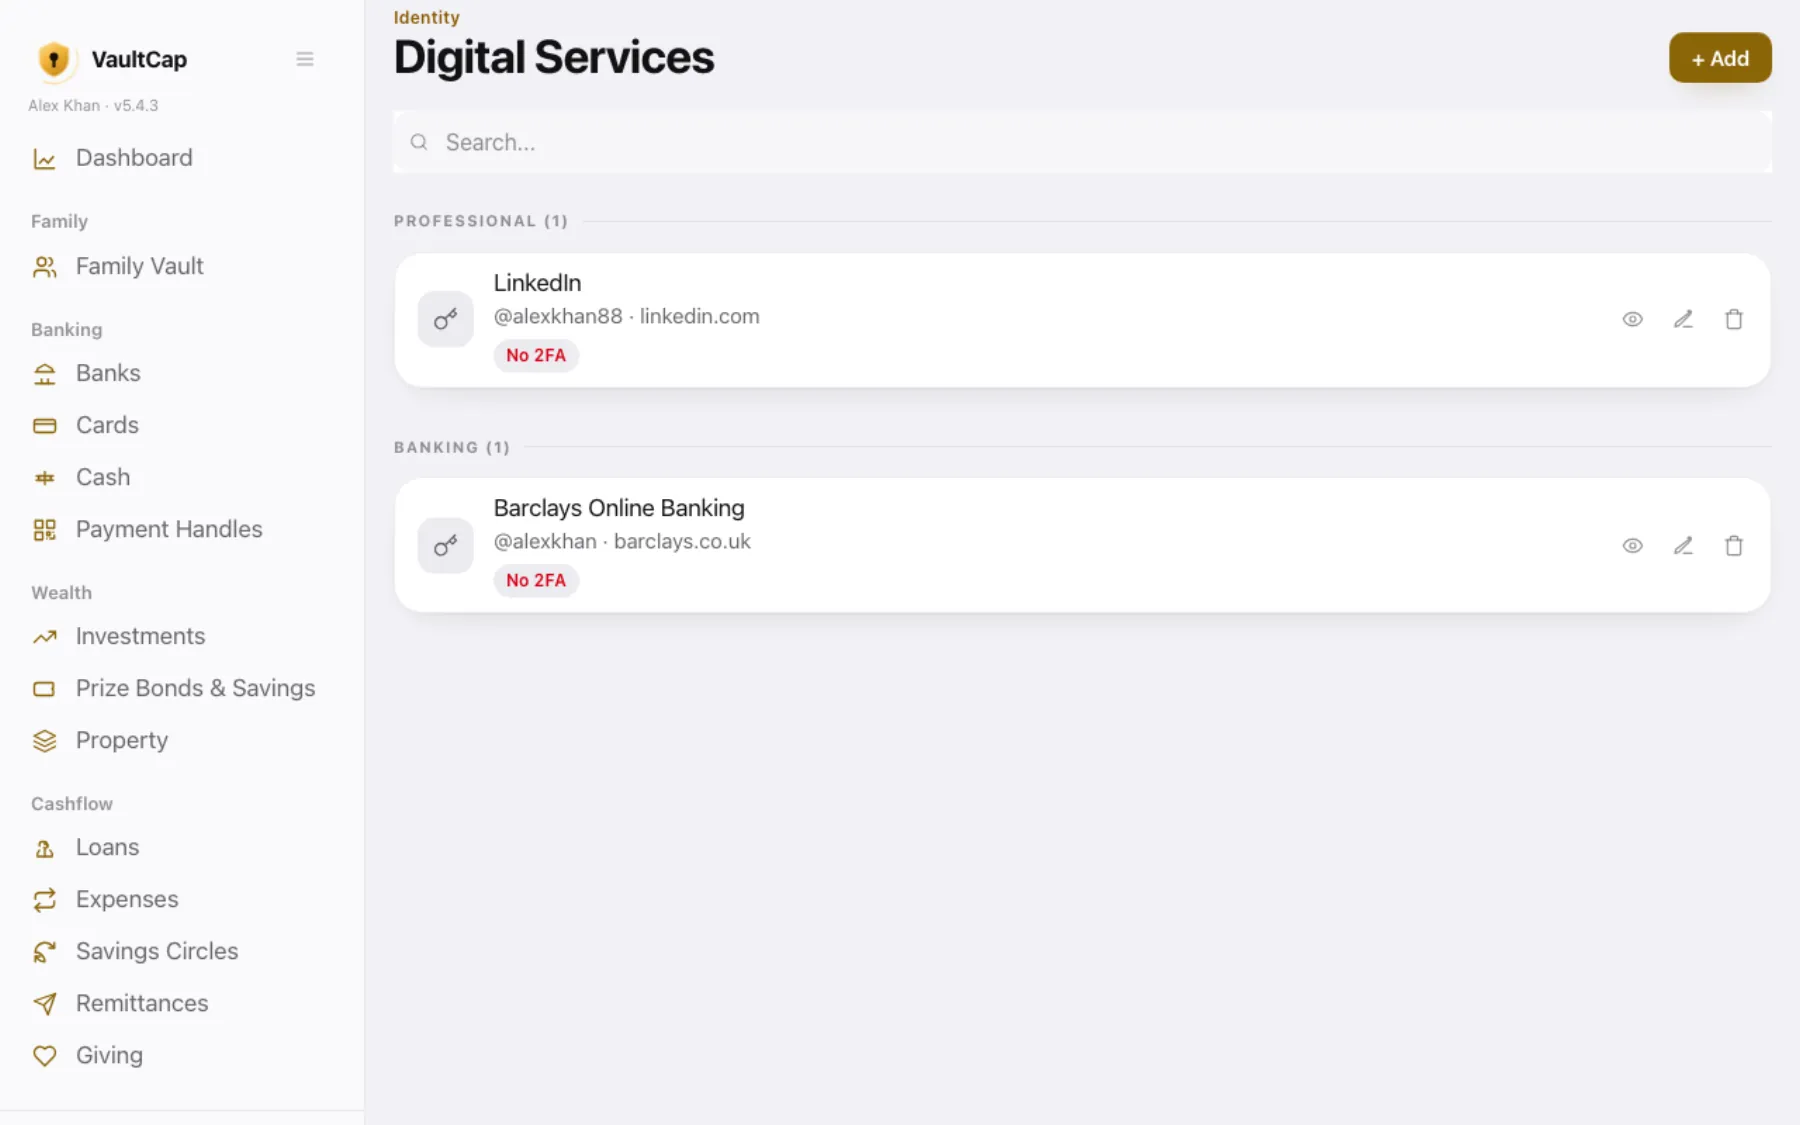 VaultCap
Alex Khan · v5.4.3
Dashboard
Family
Family Vault
Banking
Banks
Cards
Cash
Payment Handles
Wealth
Investments
Prize Bonds & Savings
Property
Cashflow
Loans
Expenses
Savings Circles
Remittances
Giving
Identity
Digital Services
+ Add
Search...
PROFESSIONAL (1)
LinkedIn
@alexkhan88 · linkedin.com
No 2FA
BANKING (1)
Barclays Online Banking
@alexkhan · barclays.co.uk
No 2FA